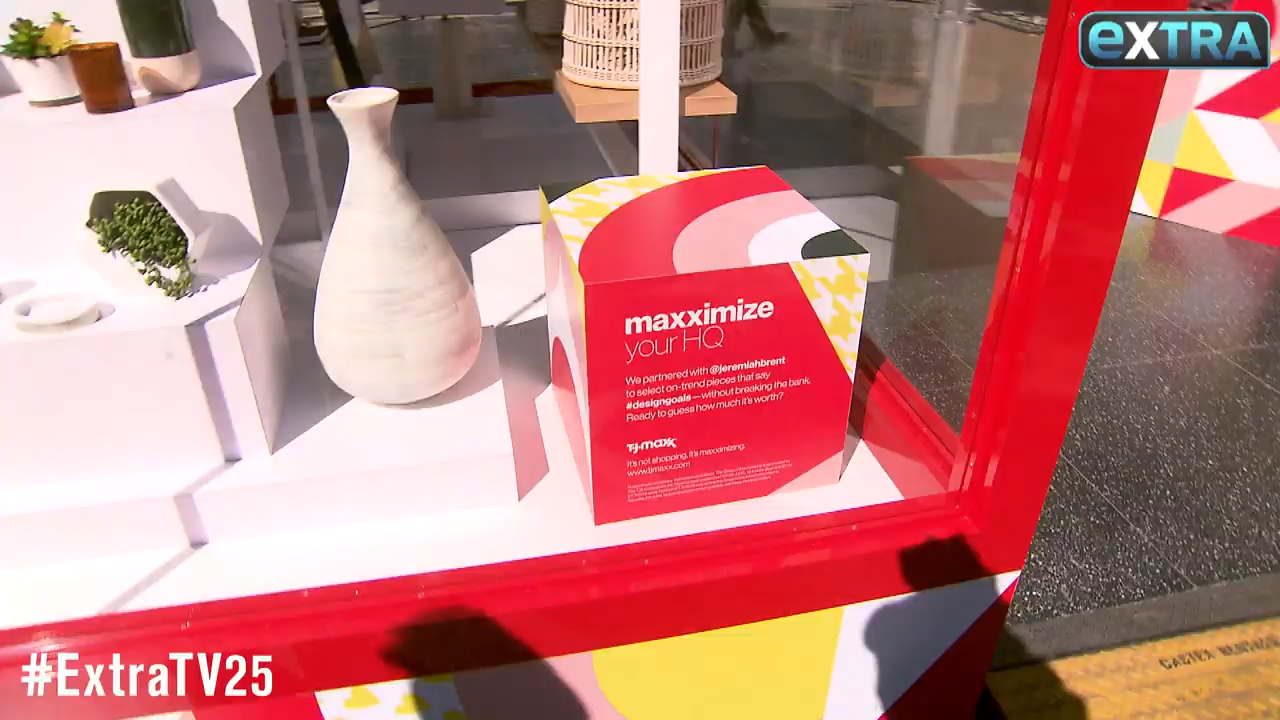 eXTRA
maxximize
your HQ
We partnered with @jeremiahbrent
to select on-trend pieces that say
#designgoals—without breaking the bank.
Ready to guess how much it's worth?
T•J•maxx
It's not shopping, it's maxximizing.
www.tjmaxx.com
#ExtraTV25